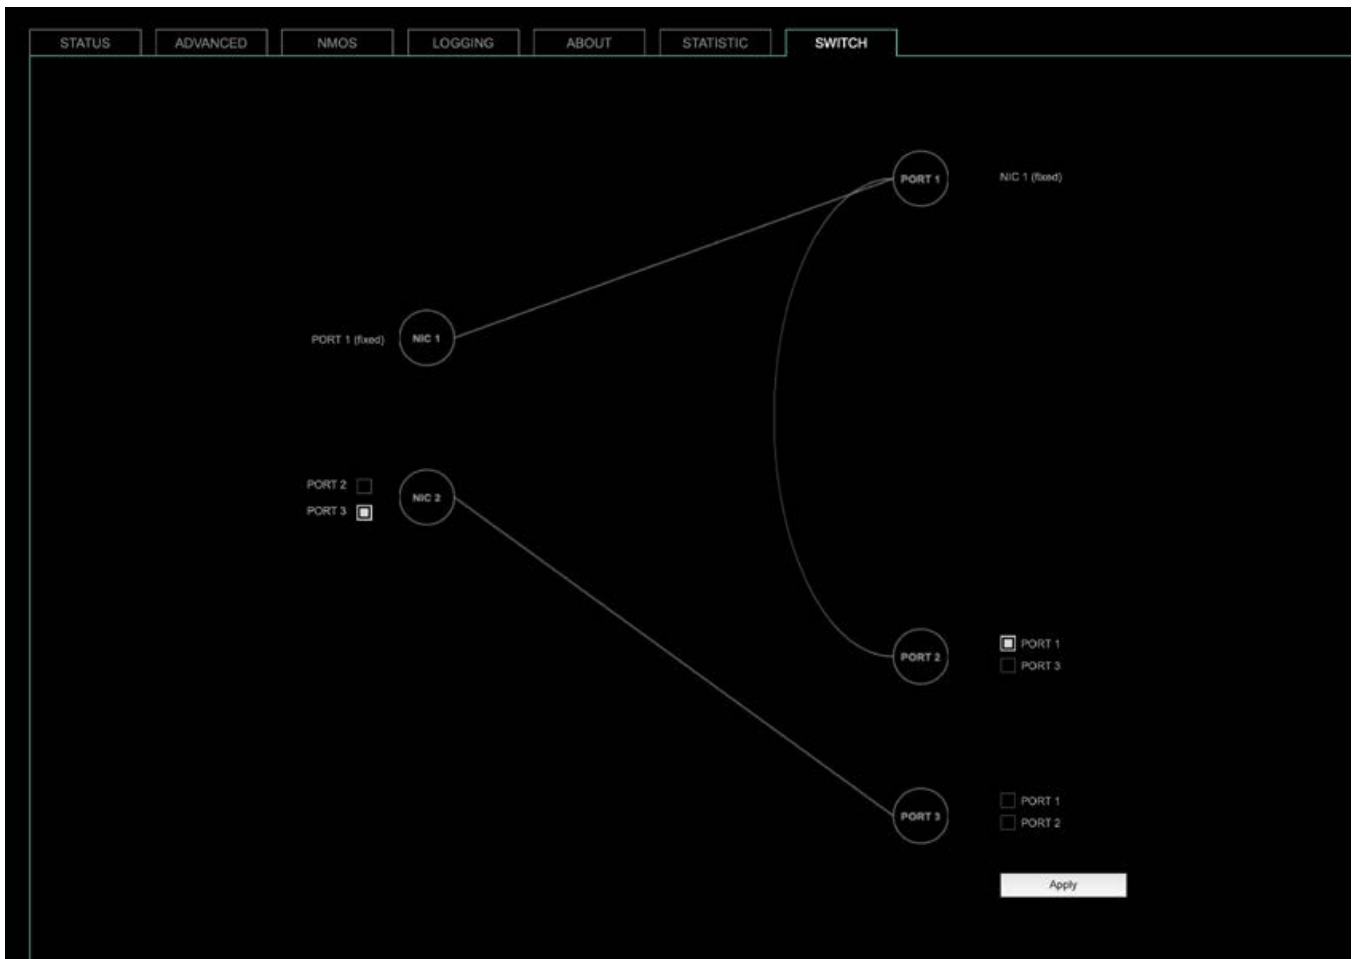 STATUS ADVANCED NMOS LOGGING ABOUT STATISTIC SWITCH
PORT 1 NIC 1 (fixed)
PORT 1 (fixed) NIC 1
PORT 2
NIC 2
PORT 3
PORT 1
PORT 2
PORT 3
PORT 1
PORT 3
PORT 2
Apply